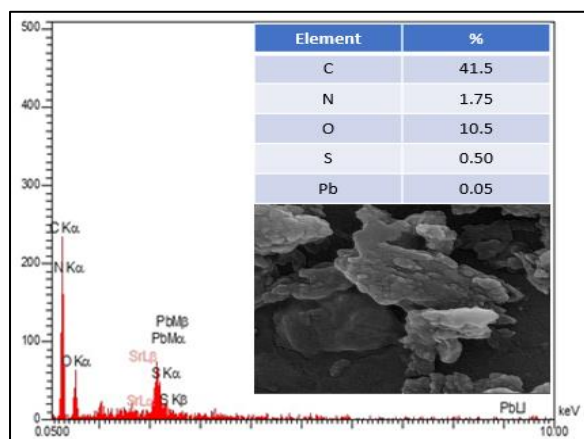 500
400
300
200
100
0
0.0500
10.00
keV
C Kα
N Kα
O Kα
SrLβ
SrLα
PbMβ
PbMα
S Kα
S Kβ
PbLl
Element %
C 41.5
N 1.75
O 10.5
S 0.50
Pb 0.05